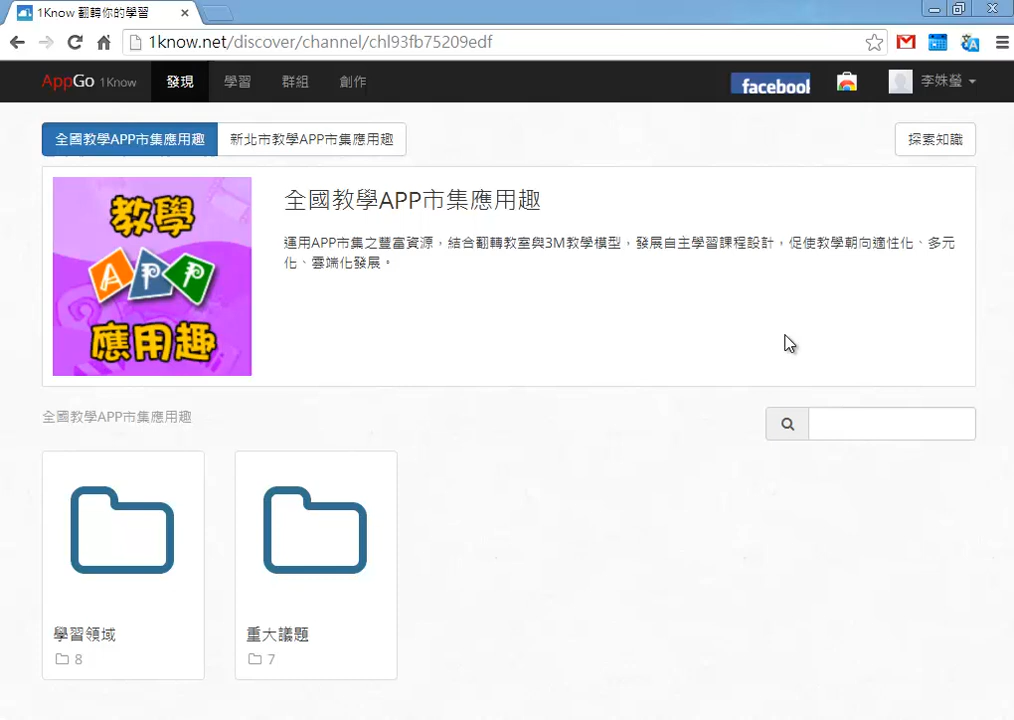 1Know 翻轉你的學習
1know.net/discover/channel/chl93fb75209edf
AppGo 1Know 發現 學習 群組 創作 facebook 李姝瑩
全國教學APP市集應用趣 新北市教學APP市集應用趣 探索知識
教學
APP
應用趣
全國教學APP市集應用趣
運用APP市集之豐富資源，結合翻轉教室與3M教學模型，發展自主學習課程設計，促使教學朝向適性化、多元
化、雲端化發展。
全國教學APP市集應用趣
學習領域 重大議題
8 7